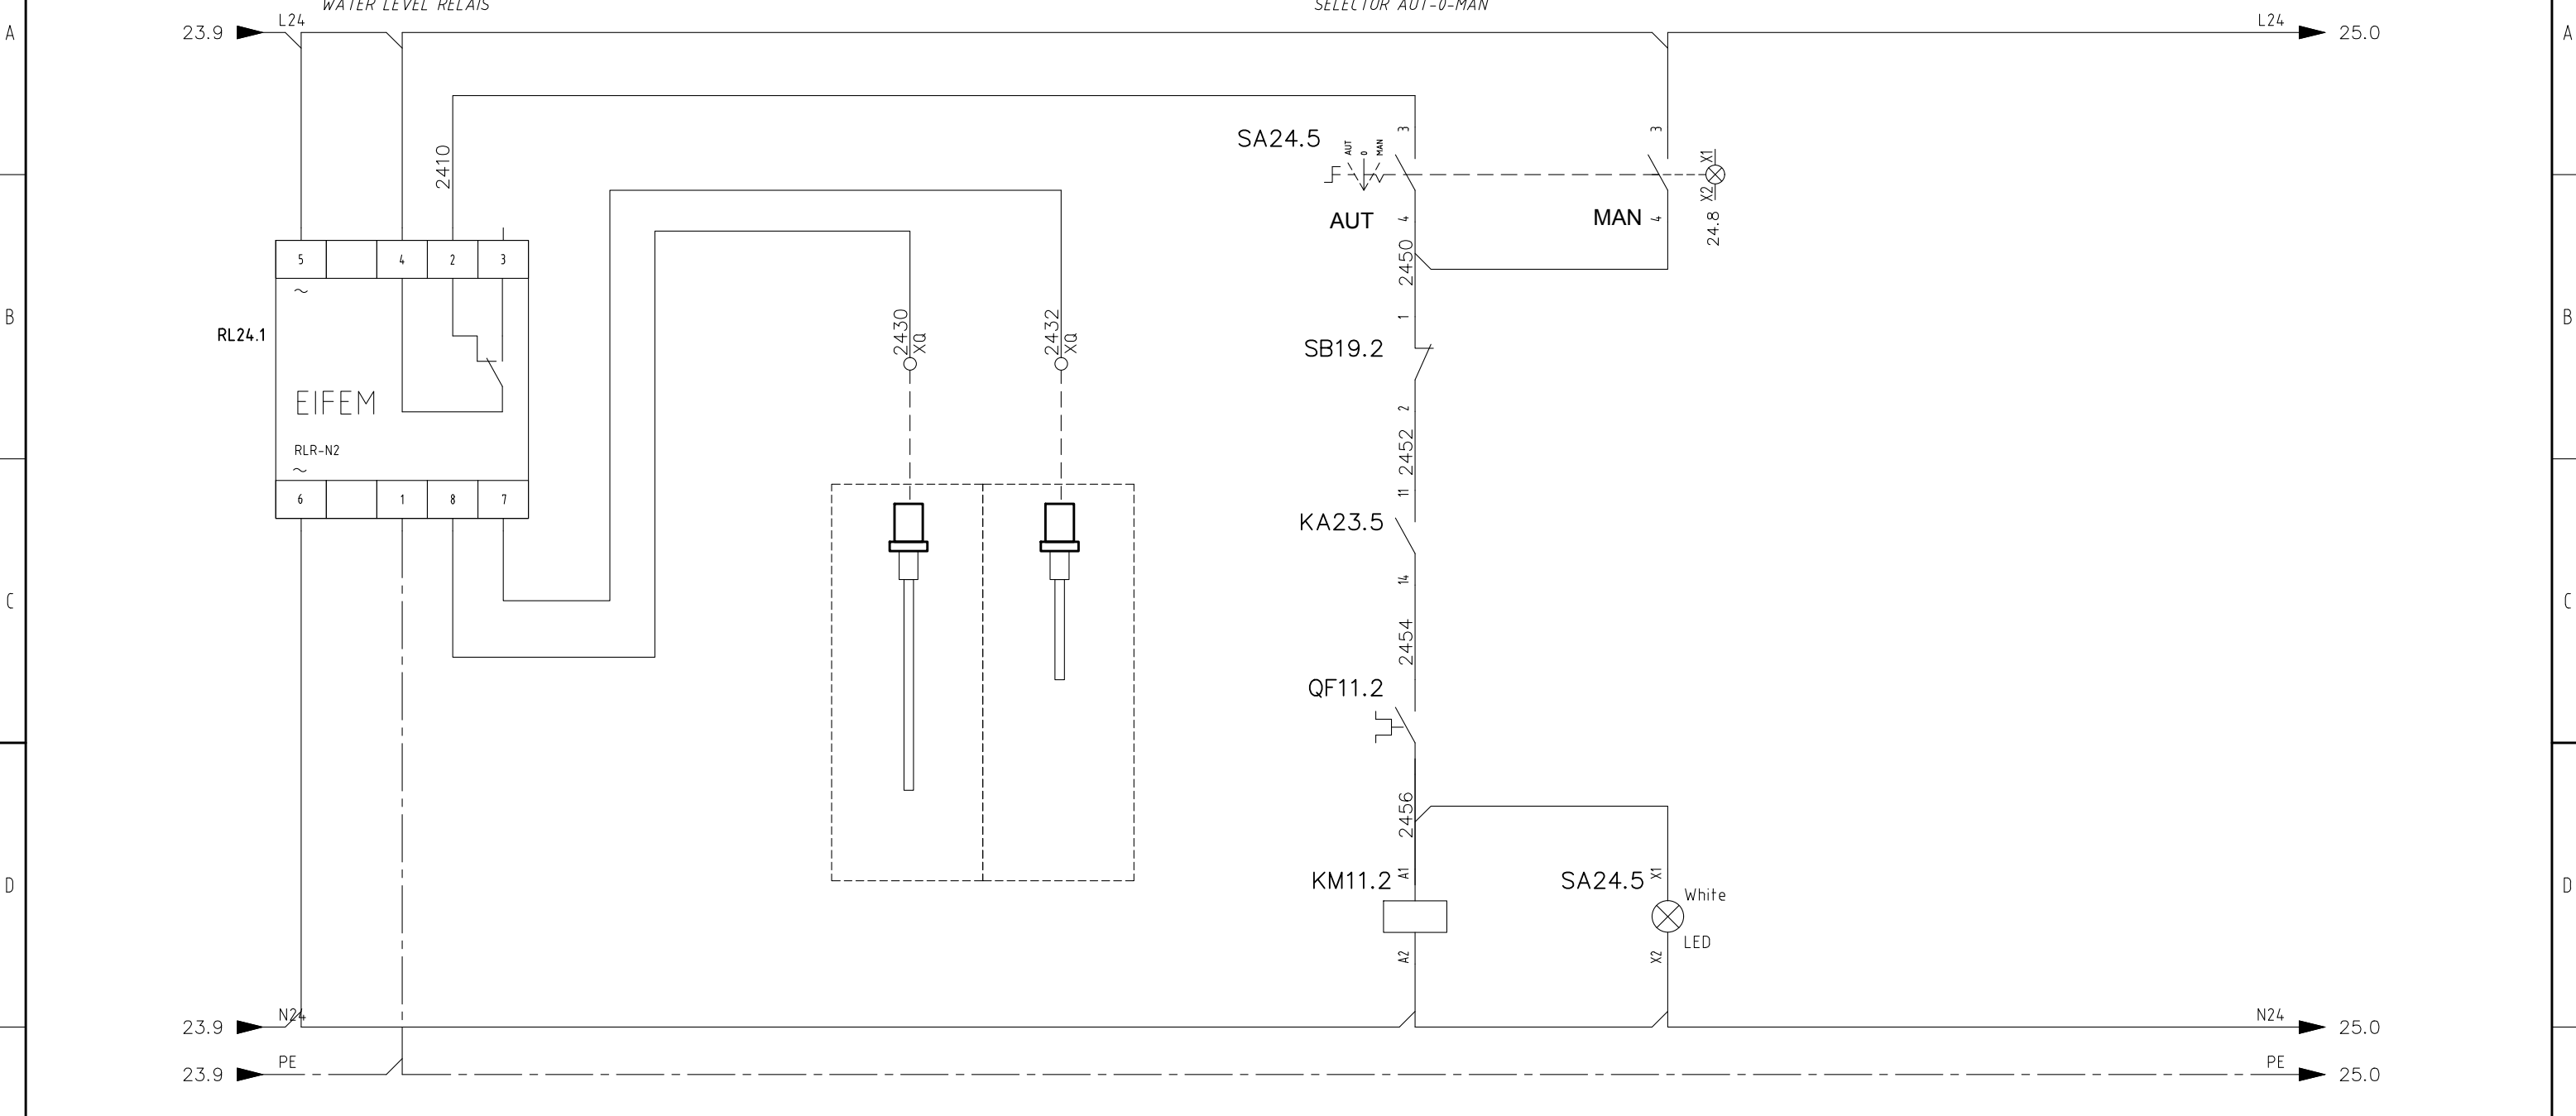 WATER LEVEL RELAIS
SELECTOR AUT-0-MAN
A
23.9
L24
L24
25.0
A
2410
SA24.5
AUT
0
MAN
3
3
X1
X2
24.8
AUT
4
MAN
4
2450
5
4
2
3
B
RL24.1
2430
XQ
2432
XQ
1
SB19.2
B
EIFEM
2
RLR-N2
2452
6
1
8
7
11
KA23.5
14
C
2454
C
QF11.2
2456
D
KM11.2
A1
SA24.5
X1
White
D
LED
A2
X2
23.9
N24
N24
25.0
23.9
PE
PE
25.0